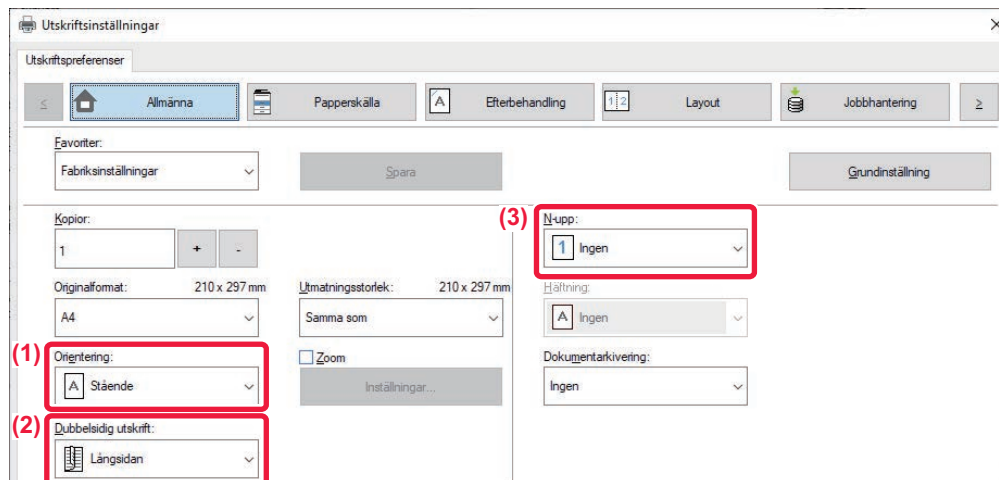 Utskriftsinställningar
Utskriftspreferenser
< Allmänna Papperskälla A Efterbehandling 1 2 Layout Jobbhantering >
Favoriter:
Fabriksinställningar Spara Grundinställning
Kopior: (3) N-upp:
1 + - 1 Ingen
Originalformat: 210 x 297 mm Utmatningsstorlek: 210 x 297 mm Häftning:
A4 Samma som A Ingen
(1) Orientering: Zoom Dokumentarkivering:
A Stående Inställningar... Ingen
(2) Dubbelsidig utskrift:
Långsidan